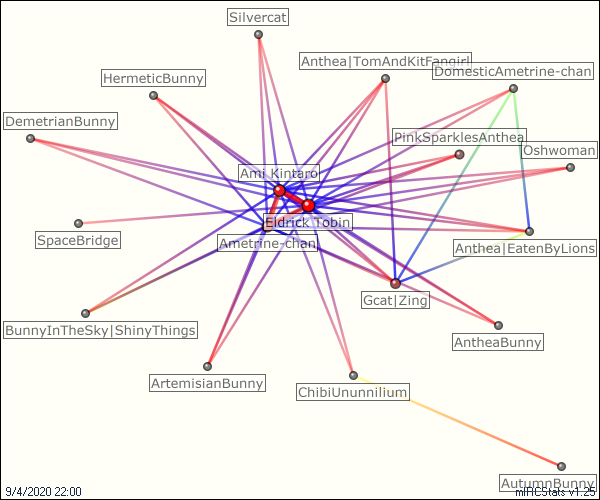 Silvercat
Anthea|TomAndKitFangirl
DomesticAmetrine-chan
HermeticBunny
DemetrianBunny
PinkSparklesAnthea
Oshwoman
Ami Kintaro
Eldrick Tobin
SpaceBridge
Ametrine-chan
Anthea|EatenByLions
Gcat|Zing
BunnyInTheSky|ShinyThings
AntheaBunny
ArtemisianBunny
ChibiUnunnilium
AutumnBunny
9/4/2020 22:00
mIRCStats v1.25